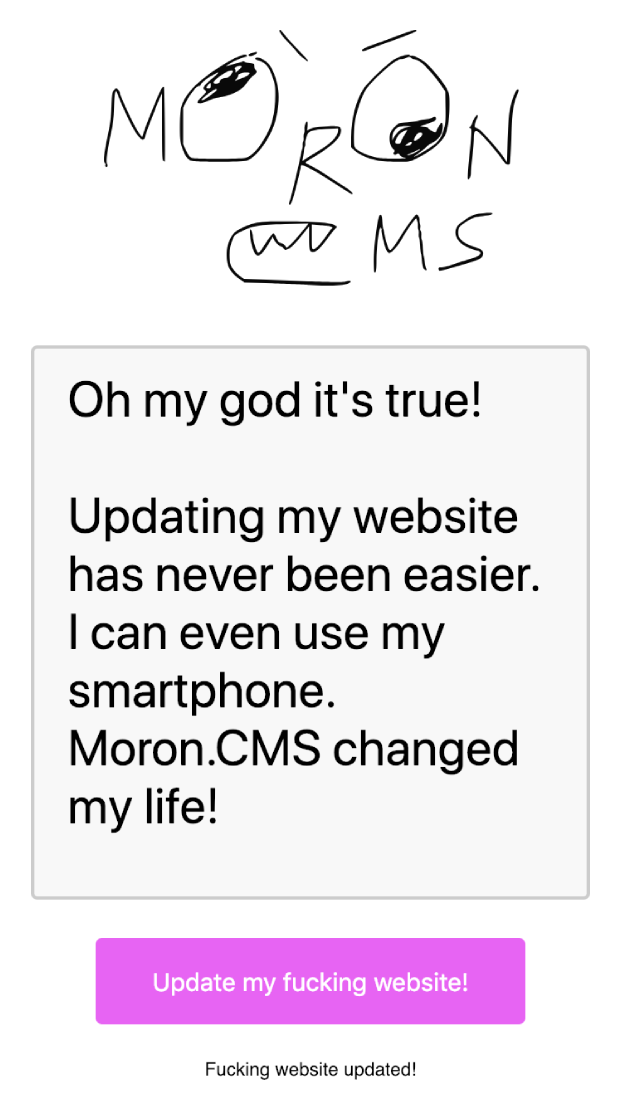 MORON
CMS
Oh my god it's true!
Updating my website
has never been easier.
I can even use my
smartphone.
Moron.CMS changed
my life!
Update my fucking website!
Fucking website updated!